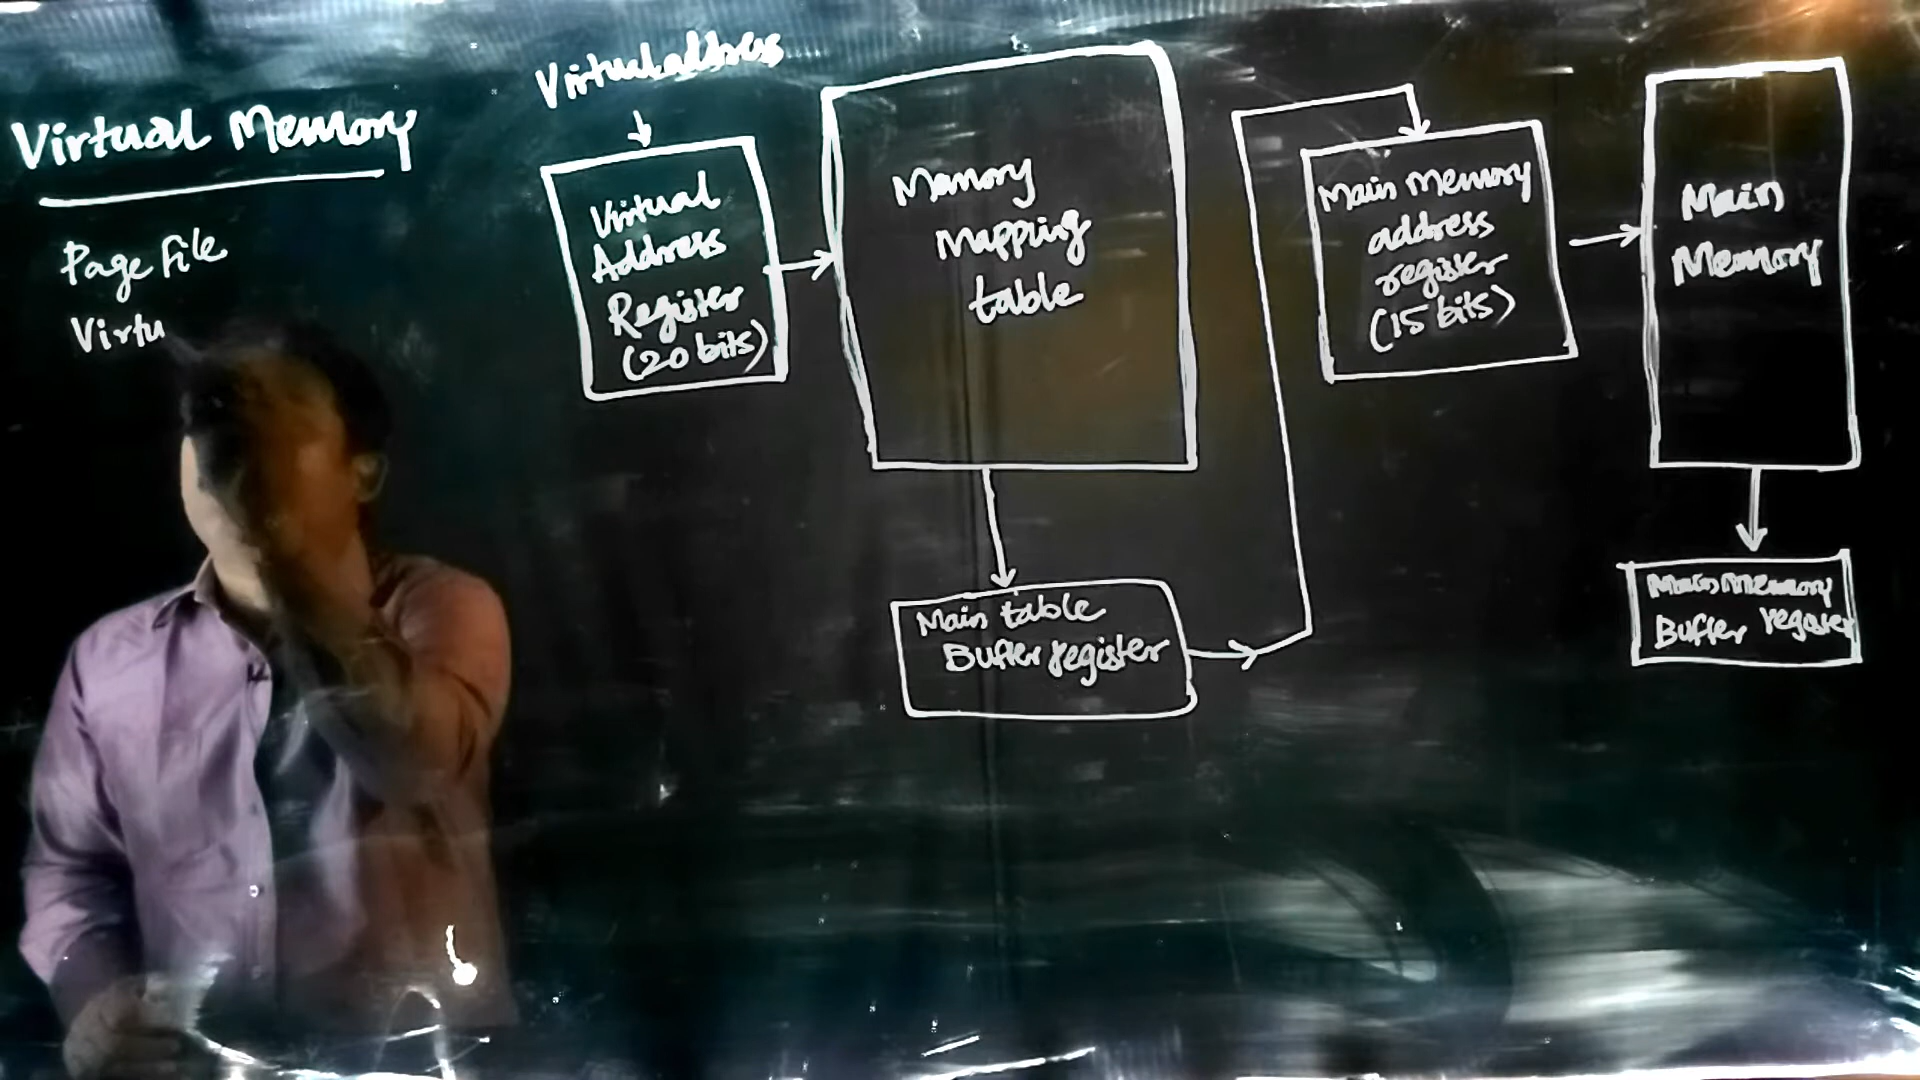 Virtual Memory
Page File
Virtu
Virtual address
Virtual
Address
Register
(20 bits)
Memory
Mapping
table
Main table
Buffer register
Main Memory
address
register
(15 bits)
Main
Memory
Main Memory
Buffer register